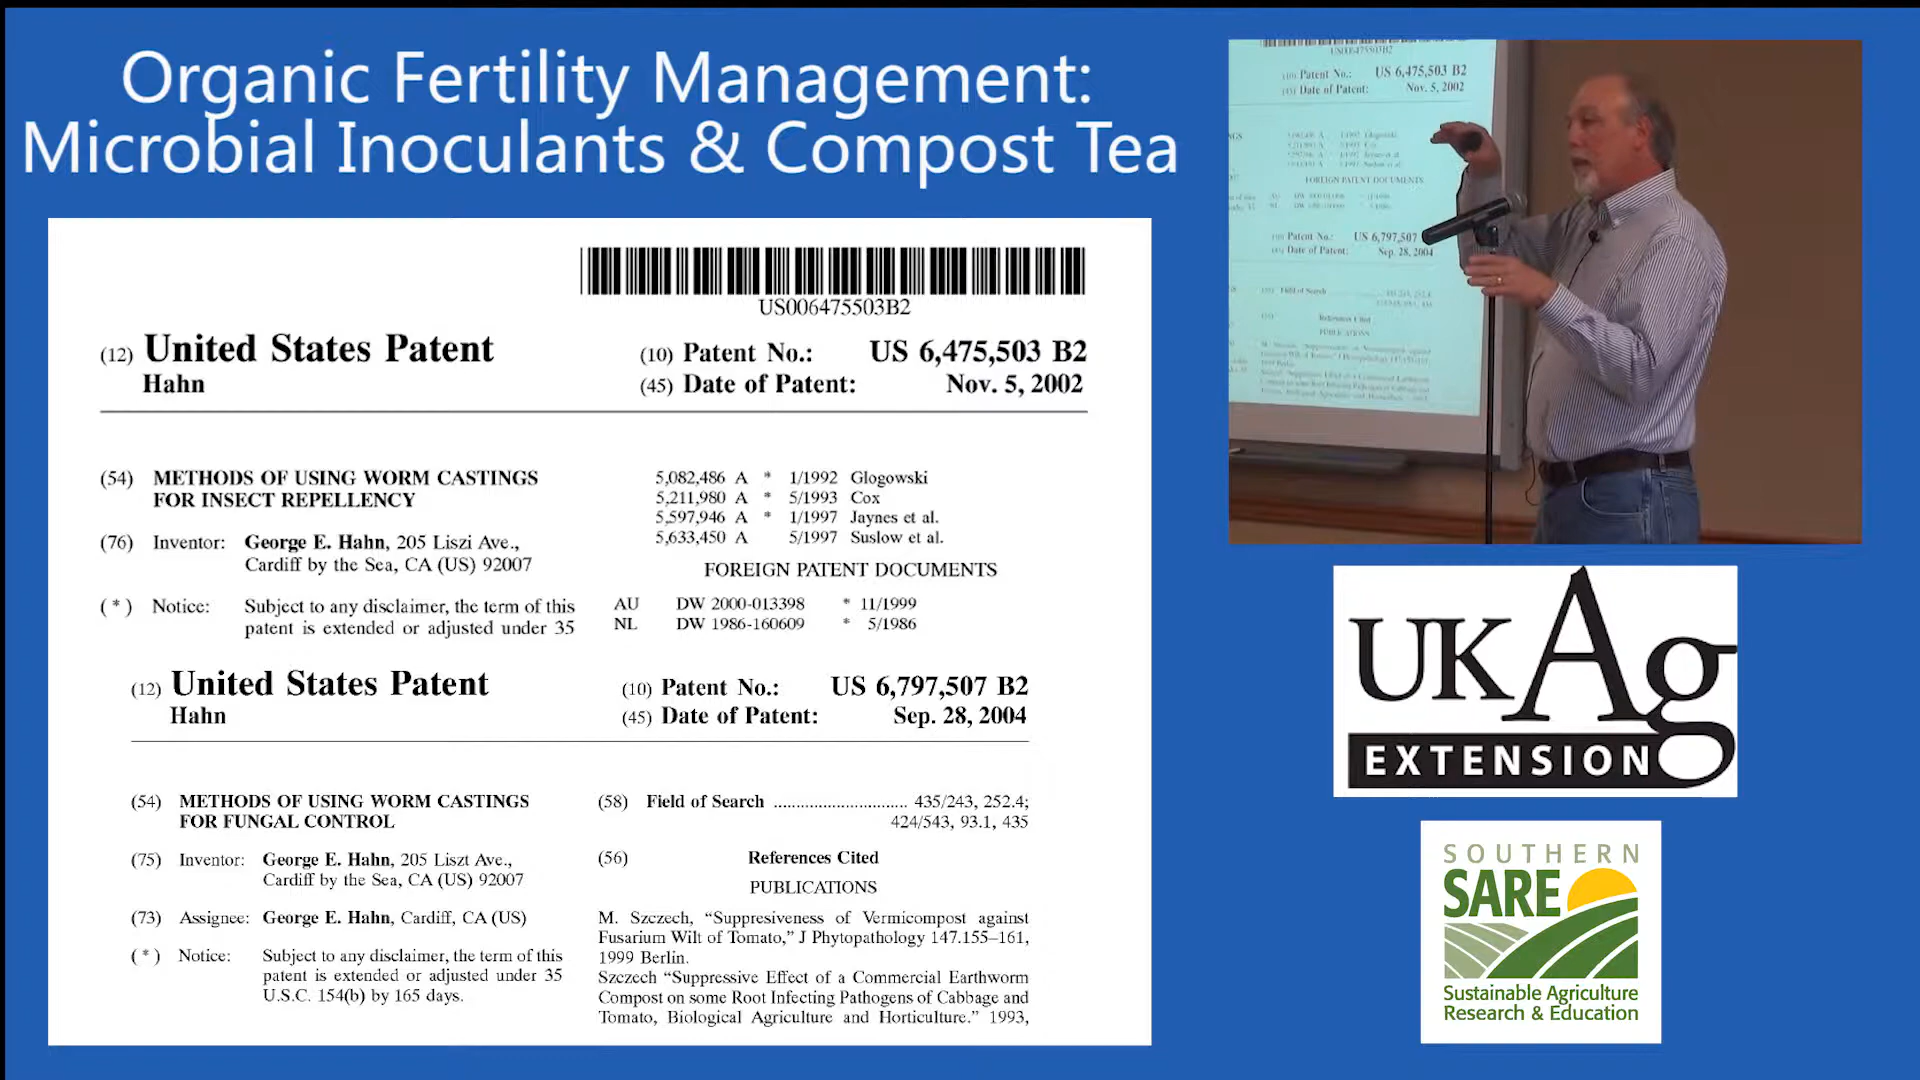 Organic Fertility Management:
Microbial Inoculants & Compost Tea
US006475503B2
(12) United States Patent
Hahn
(10) Patent No.: US 6,475,503 B2
(45) Date of Patent: Nov. 5, 2002
(54) METHODS OF USING WORM CASTINGS
FOR INSECT REPELLENCY
(76) Inventor: George E. Hahn, 205 Liszi Ave.,
Cardiff by the Sea, CA (US) 92007
(*) Notice: Subject to any disclaimer, the term of this
patent is extended or adjusted under 35
5,082,486 A * 1/1992 Glogowski
5,211,980 A * 5/1993 Cox
5,597,946 A * 1/1997 Jaynes et al.
5,633,450 A 5/1997 Suslow et al.
FOREIGN PATENT DOCUMENTS
AU DW 2000-013398 * 11/1999
NL DW 1986-160609 * 5/1986
(12) United States Patent
Hahn
(10) Patent No.: US 6,797,507 B2
(45) Date of Patent: Sep. 28, 2004
(54) METHODS OF USING WORM CASTINGS
FOR FUNGAL CONTROL
(75) Inventor: George E. Hahn, 205 Liszt Ave.,
Cardiff by the Sea, CA (US) 92007
(73) Assignee: George E. Hahn, Cardiff, CA (US)
(*) Notice: Subject to any disclaimer, the term of this
patent is extended or adjusted under 35
U.S.C. 154(b) by 165 days.
(58) Field of Search ............................. 435/243, 252.4;
424/543, 93.1, 435
(56) References Cited
PUBLICATIONS
M. Szczech, “Suppresiveness of Vermicompost against
Fusarium Wilt of Tomato,” J Phytopathology 147.155–161,
1999 Berlin.
Szczech “Suppressive Effect of a Commercial Earthworm
Compost on some Root Infecting Pathogens of Cabbage and
Tomato, Biological Agriculture and Horticulture.” 1993,
Patent No.: US 6,475,503 B2
Date of Patent: Nov. 5, 2002
FOREIGN PATENT DOCUMENTS
Patent No.: US 6,797,507
Date of Patent: Sep. 28, 2004
Field of Search
References Cited
PUBLICATIONS
UK Ag
EXTENSION
SOUTHERN
SARE
Sustainable Agriculture
Research & Education